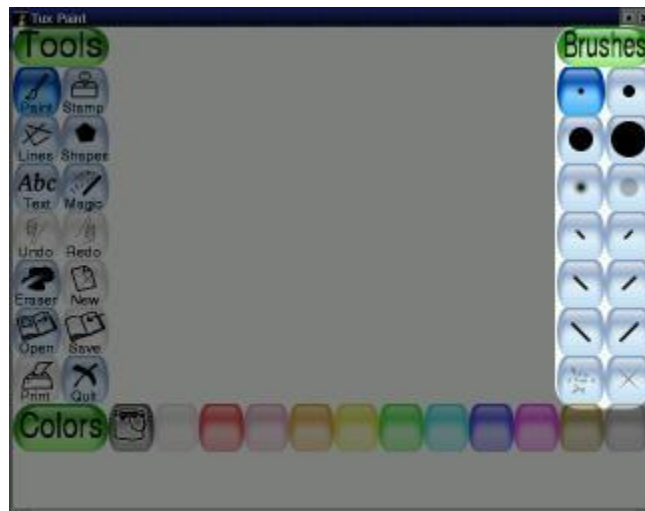 Tux Paint
Tools
Brushes
Paint Stamp
Lines Shapes
Abc
Text Magic
Undo Redo
Eraser New
Open Save
Print Quit
Colors